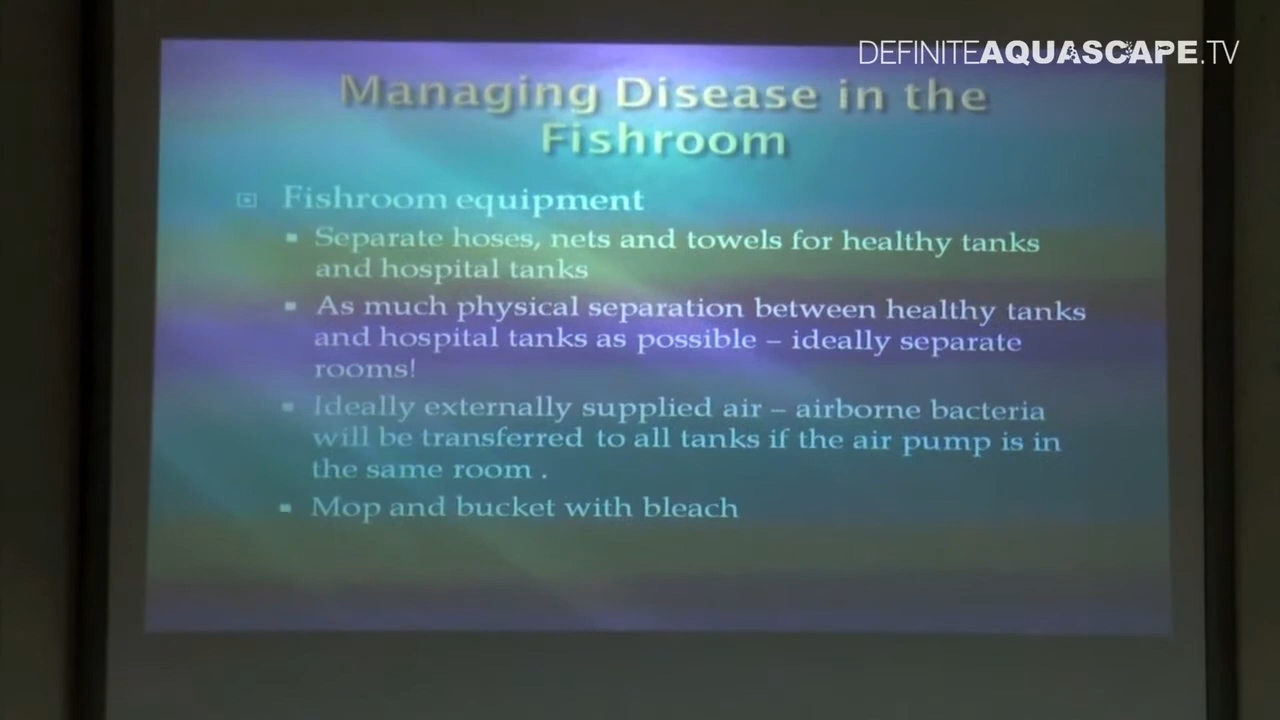 DEFINITEAQUASCAPE.TV
Managing Disease in the
Fishroom
Fishroom equipment
Separate hoses, nets and towels for healthy tanks
and hospital tanks
As much physical separation between healthy tanks
and hospital tanks as possible – ideally separate
rooms!
Ideally externally supplied air – airborne bacteria
will be transferred to all tanks if the air pump is in
the same room .
Mop and bucket with bleach